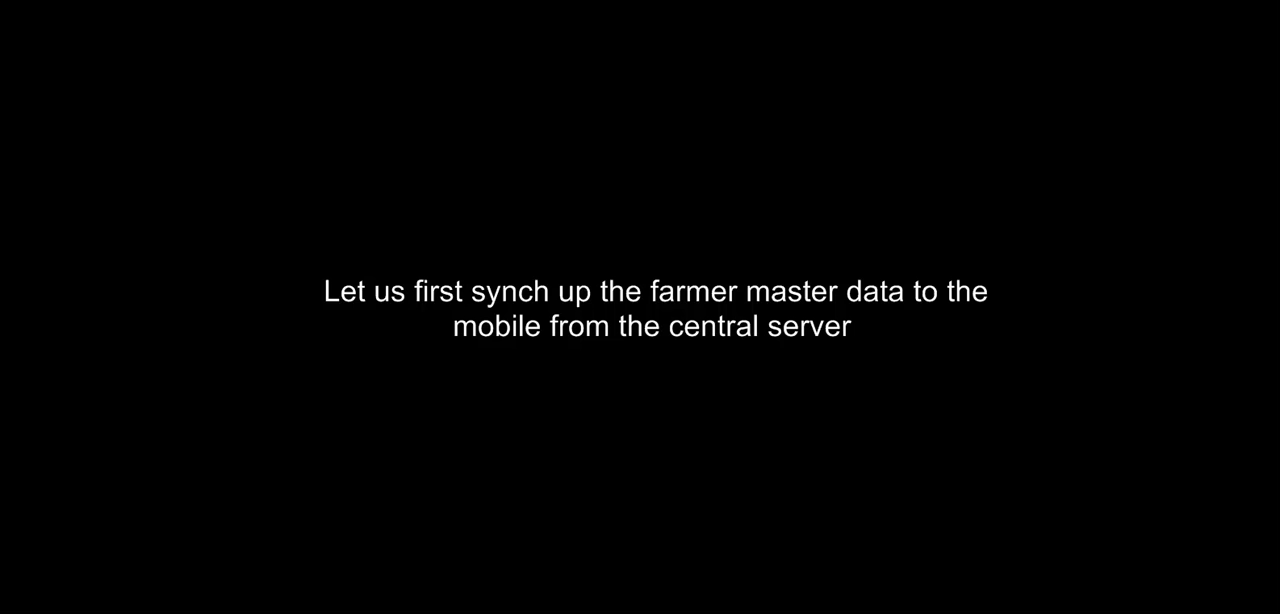 Let us first synch up the farmer master data to the
mobile from the central server